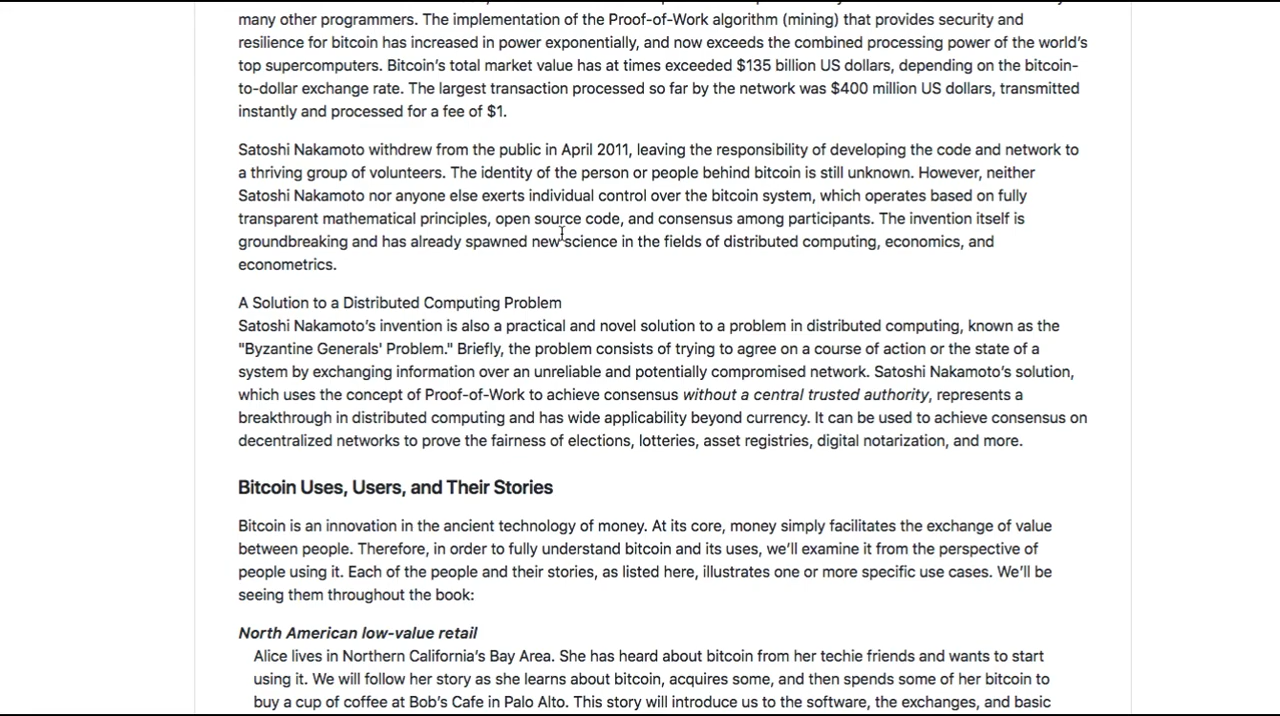 many other programmers. The implementation of the Proof-of-Work algorithm (mining) that provides security and
resilience for bitcoin has increased in power exponentially, and now exceeds the combined processing power of the world's
top supercomputers. Bitcoin's total market value has at times exceeded $135 billion US dollars, depending on the bitcoin-
to-dollar exchange rate. The largest transaction processed so far by the network was $400 million US dollars, transmitted
instantly and processed for a fee of $1.
Satoshi Nakamoto withdrew from the public in April 2011, leaving the responsibility of developing the code and network to
a thriving group of volunteers. The identity of the person or people behind bitcoin is still unknown. However, neither
Satoshi Nakamoto nor anyone else exerts individual control over the bitcoin system, which operates based on fully
transparent mathematical principles, open source code, and consensus among participants. The invention itself is
groundbreaking and has already spawned new science in the fields of distributed computing, economics, and
econometrics.
A Solution to a Distributed Computing Problem
Satoshi Nakamoto's invention is also a practical and novel solution to a problem in distributed computing, known as the
"Byzantine Generals' Problem." Briefly, the problem consists of trying to agree on a course of action or the state of a
system by exchanging information over an unreliable and potentially compromised network. Satoshi Nakamoto's solution,
which uses the concept of Proof-of-Work to achieve consensus without a central trusted authority, represents a
breakthrough in distributed computing and has wide applicability beyond currency. It can be used to achieve consensus on
decentralized networks to prove the fairness of elections, lotteries, asset registries, digital notarization, and more.
Bitcoin Uses, Users, and Their Stories
Bitcoin is an innovation in the ancient technology of money. At its core, money simply facilitates the exchange of value
between people. Therefore, in order to fully understand bitcoin and its uses, we'll examine it from the perspective of
people using it. Each of the people and their stories, as listed here, illustrates one or more specific use cases. We'll be
seeing them throughout the book:
North American low-value retail
Alice lives in Northern California's Bay Area. She has heard about bitcoin from her techie friends and wants to start
using it. We will follow her story as she learns about bitcoin, acquires some, and then spends some of her bitcoin to
buy a cup of coffee at Bob's Cafe in Palo Alto. This story will introduce us to the software, the exchanges, and basic